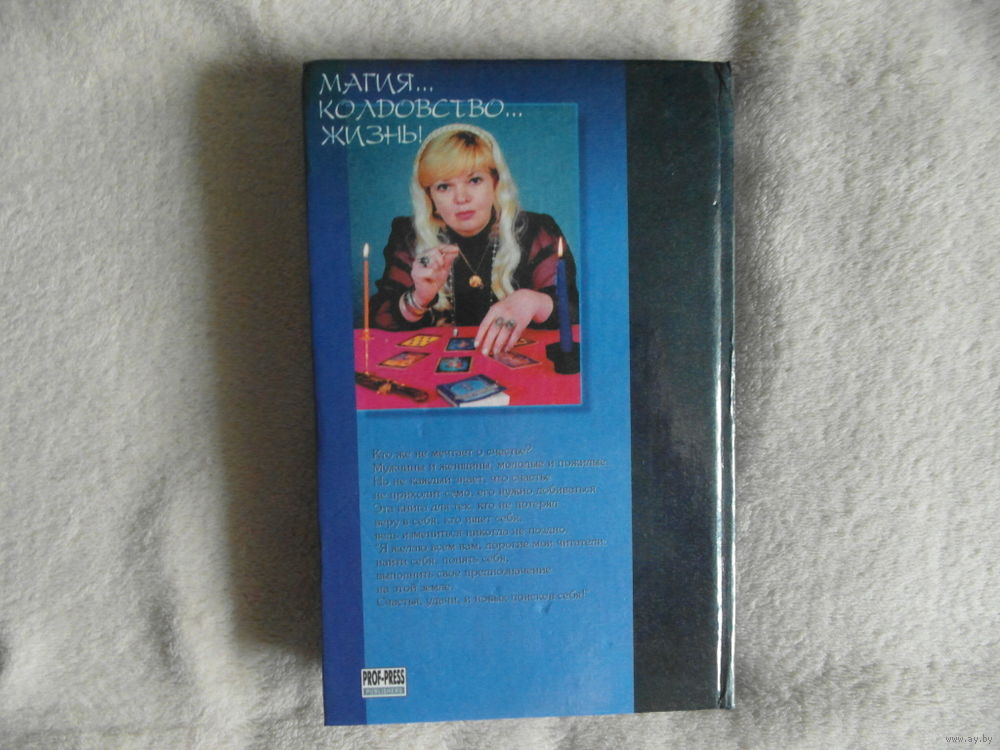 МАГИЯ...
КОЛДОВСТВО...
ЖИЗНЬ!
Кто же не мечтает о счастье?
Мужчины и женщины, молодые и пожилые...
Но не каждый знает, что счастье
не приходит само, его нужно добиваться
Эта книга для тех, кто не потерял
веру в себя, кто ищет себя,
ведь измениться никогда не поздно
"Я желаю всем вам, дорогие мои читатели:
найти себя, понять себя,
выполнить свое предназначение
на этой земле.
Счастья, удачи, и новых поисков себя!"
PROF-PRESS
PUBLISHERS
www.ay.by